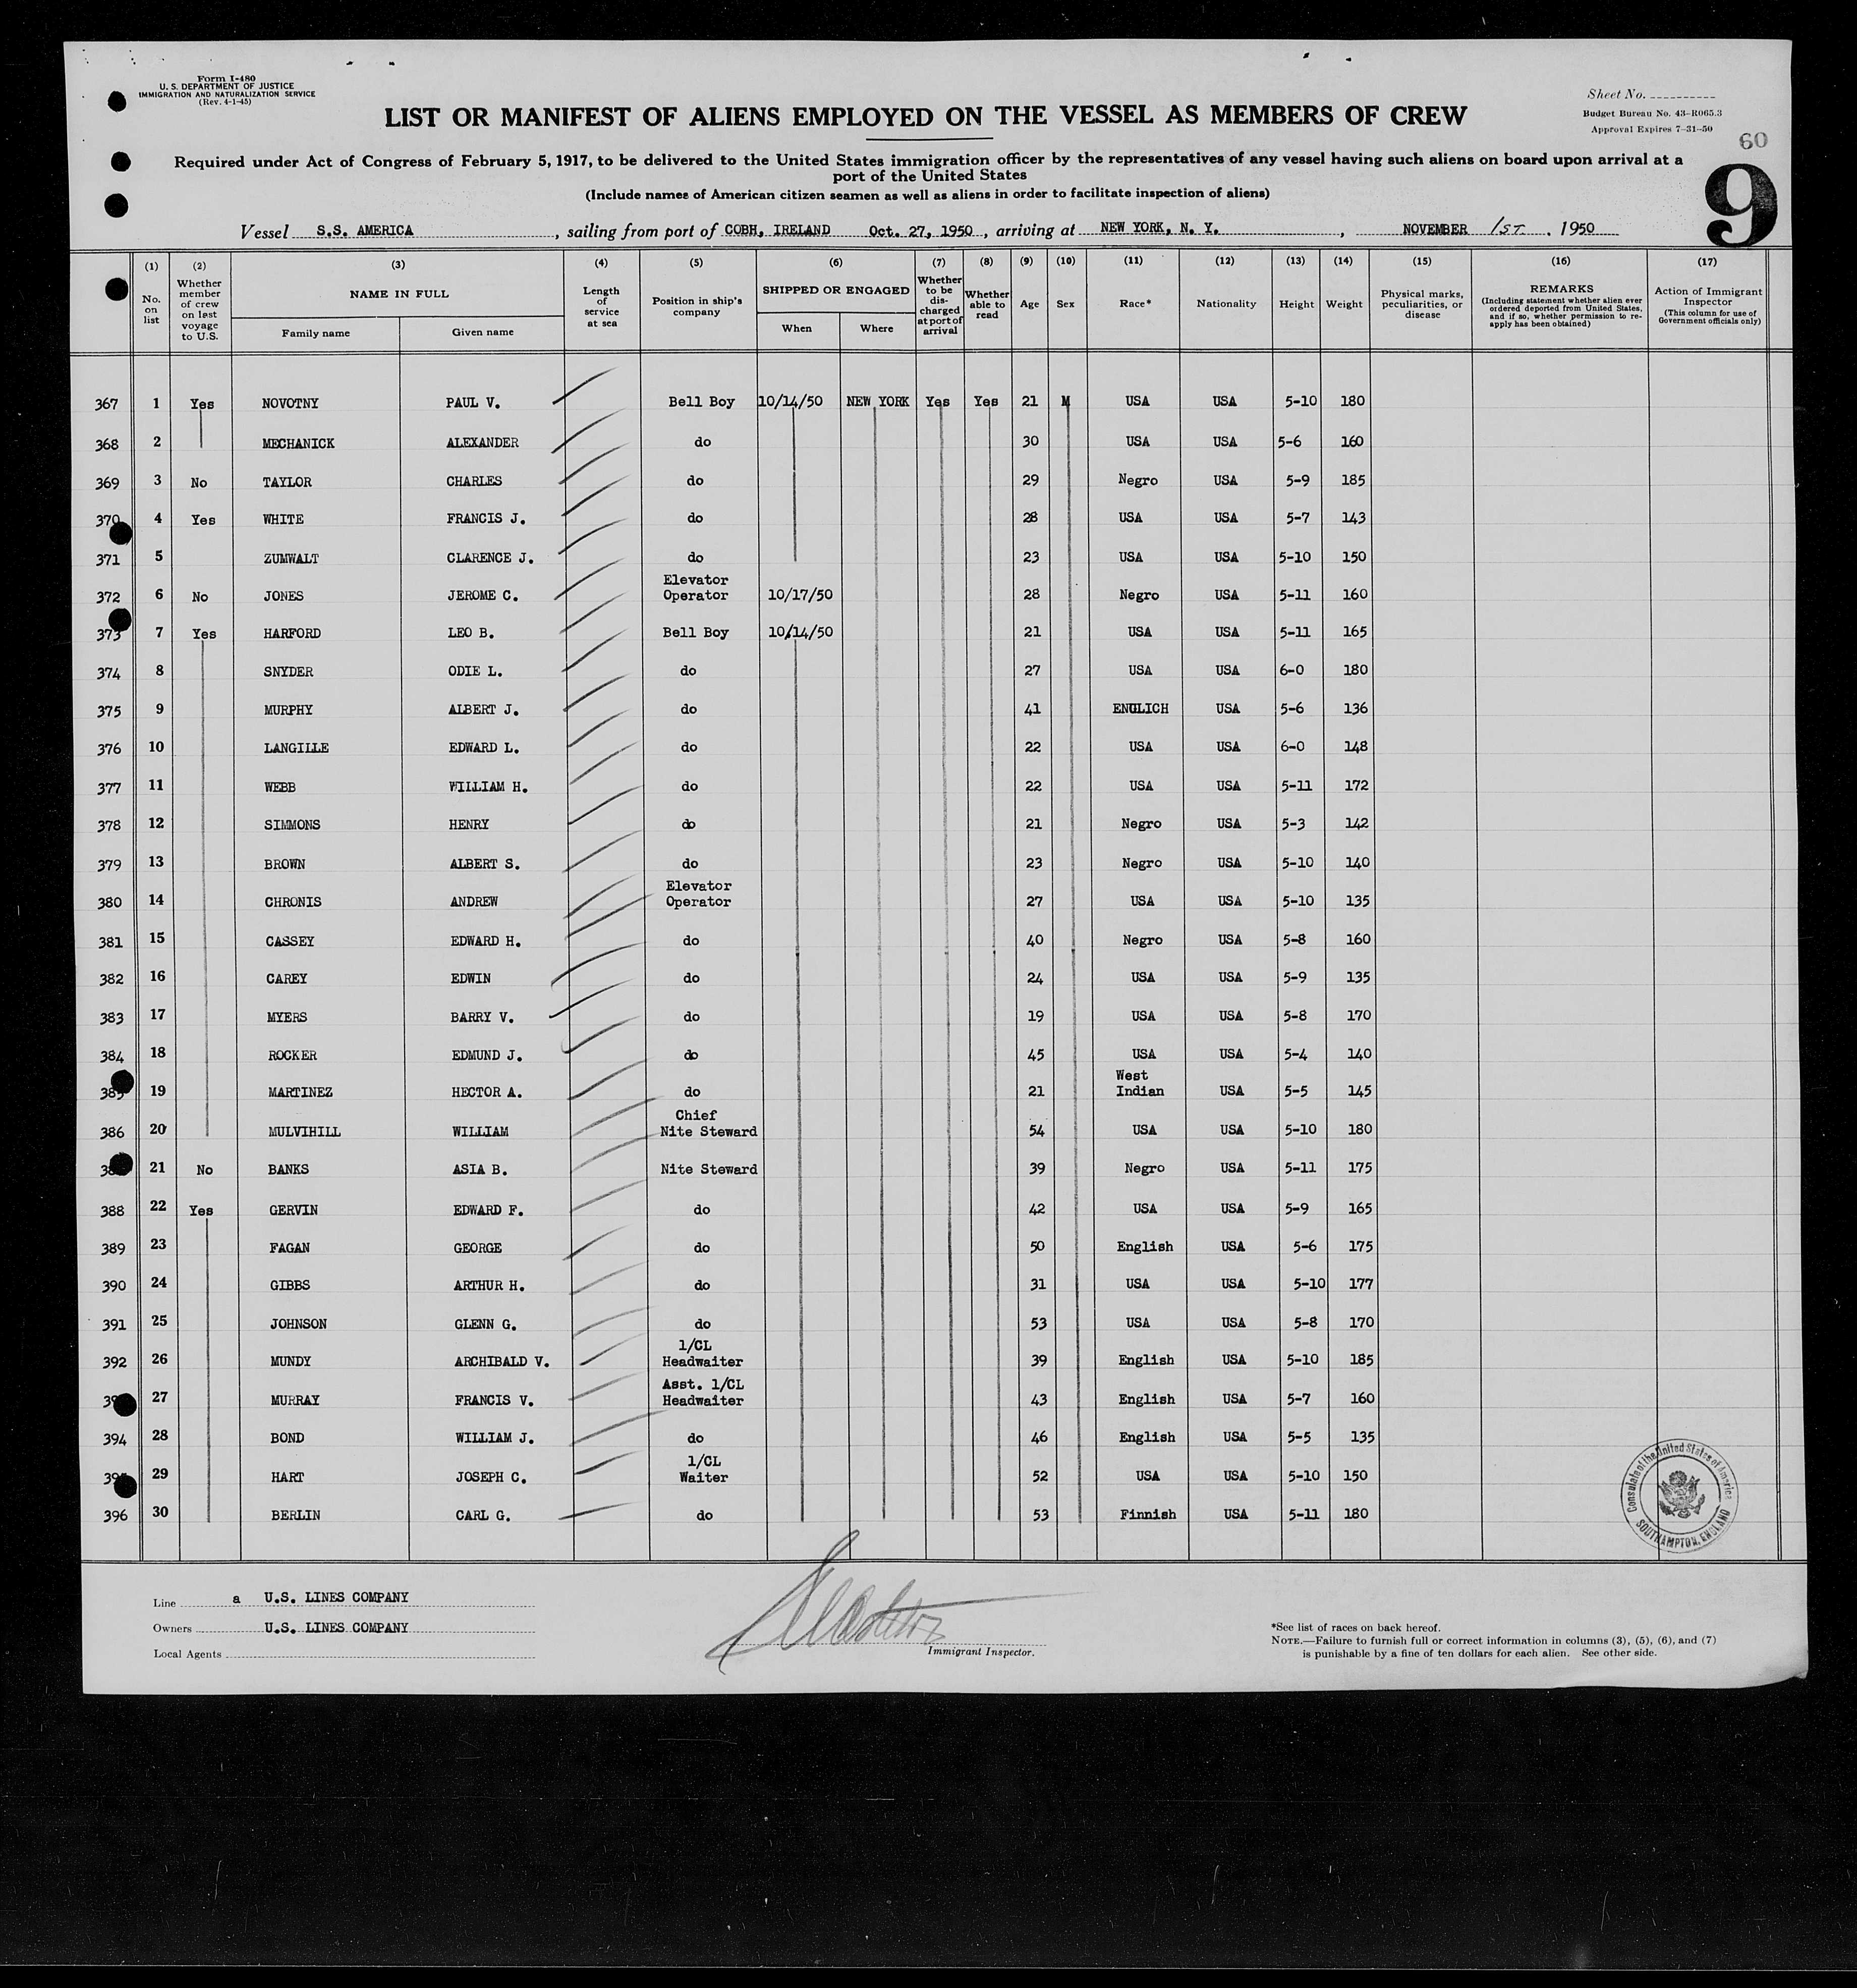 Form I-480
U. S. DEPARTMENT OF JUSTICE
IMMIGRATION AND NATURALIZATION SERVICE
(Rev. 4-1-45)
Sheet No.
Budget Bureau No. 43-R065.3
Approval Expires 7-31-50
60
9
LIST OR MANIFEST OF ALIENS EMPLOYED ON THE VESSEL AS MEMBERS OF CREW
Required under Act of Congress of February 5, 1917, to be delivered to the United States immigration officer by the representatives of any vessel having such aliens on board upon arrival at a
port of the United States
(Include names of American citizen seamen as well as aliens in order to facilitate inspection of aliens)
Vessel S.S. AMERICA, sailing from port of COBH, IRELAND Oct. 27, 1950, arriving at NEW YORK, N. Y., NOVEMBER 1ST, 1950
(1) No. on list
(2) Whether member of crew on last voyage to U.S.
(3) NAME IN FULL Family name Given name
(4) Length of service at sea
(5) Position in ship's company
(6) SHIPPED OR ENGAGED When Where
(7) Whether to be discharged at port of arrival
(8) Whether able to read
(9) Age
(10) Sex
(11) Race*
(12) Nationality
(13) Height
(14) Weight
(15) Physical marks, peculiarities, or disease
(16) REMARKS (Including statement whether alien ever ordered deported from United States, and if so, whether permission to reapply has been obtained)
(17) Action of Immigrant Inspector (This column for use of Government officials only)
367 1 Yes NOVOTNY PAUL V. Bell Boy 10/14/50 NEW YORK Yes Yes 21 M USA USA 5-10 180
368 2 MECHANICK ALEXANDER do 30 USA USA 5-6 160
369 3 No TAYLOR CHARLES do 29 Negro USA 5-9 185
370 4 Yes WHITE FRANCIS J. do 28 USA USA 5-7 143
371 5 ZUMWALT CLARENCE J. do 23 USA USA 5-10 150
372 6 No JONES JEROME C. Elevator Operator 10/17/50 28 Negro USA 5-11 160
373 7 Yes HARFORD LEO B. Bell Boy 10/14/50 21 USA USA 5-11 165
374 8 SNYDER ODIE L. do 27 USA USA 6-0 180
375 9 MURPHY ALBERT J. do 41 ENGLICH USA 5-6 136
376 10 LANGILLE EDWARD L. do 22 USA USA 6-0 148
377 11 WEBB WILLIAM H. do 22 USA USA 5-11 172
378 12 SIMMONS HENRY do 21 Negro USA 5-3 142
379 13 BROWN ALBERT S. do 23 Negro USA 5-10 140
380 14 CHRONIS ANDREW Elevator Operator 27 USA USA 5-10 135
381 15 CASSEY EDWARD H. do 40 Negro USA 5-8 160
382 16 CAREY EDWIN do 24 USA USA 5-9 135
383 17 MYERS BARRY V. do 19 USA USA 5-8 170
384 18 ROCKER EDMUND J. do 45 USA USA 5-4 140
385 19 MARTINEZ HECTOR A. do 21 West Indian USA 5-5 145
386 20 MULVIHILL WILLIAM Chief Nite Steward 54 USA USA 5-10 180
21 No BANKS ASIA B. Nite Steward 39 Negro USA 5-11 175
388 22 Yes GERVIN EDWARD F. do 42 USA USA 5-9 165
389 23 FAGAN GEORGE do 50 English USA 5-6 175
390 24 GIBBS ARTHUR H. do 31 USA USA 5-10 177
391 25 JOHNSON GLENN G. do 53 USA USA 5-8 170
392 26 MUNDY ARCHIBALD V. 1/CL Headwaiter 39 English USA 5-10 185
27 MURRAY FRANCIS V. Asst. 1/CL Headwaiter 43 English USA 5-7 160
394 28 BOND WILLIAM J. do 46 English USA 5-5 135
29 HART JOSEPH C. 1/CL Waiter 52 USA USA 5-10 150
396 30 BERLIN CARL G. do 53 Finnish USA 5-11 180
Consulate of the United States of America
SOUTHAMPTON, ENGLAND
Line a U.S. LINES COMPANY
Owners U.S. LINES COMPANY
Local Agents
Immigrant Inspector.
*See list of races on back hereof.
NOTE.—Failure to furnish full or correct information in columns (3), (5), (6), and (7)
is punishable by a fine of ten dollars for each alien. See other side.